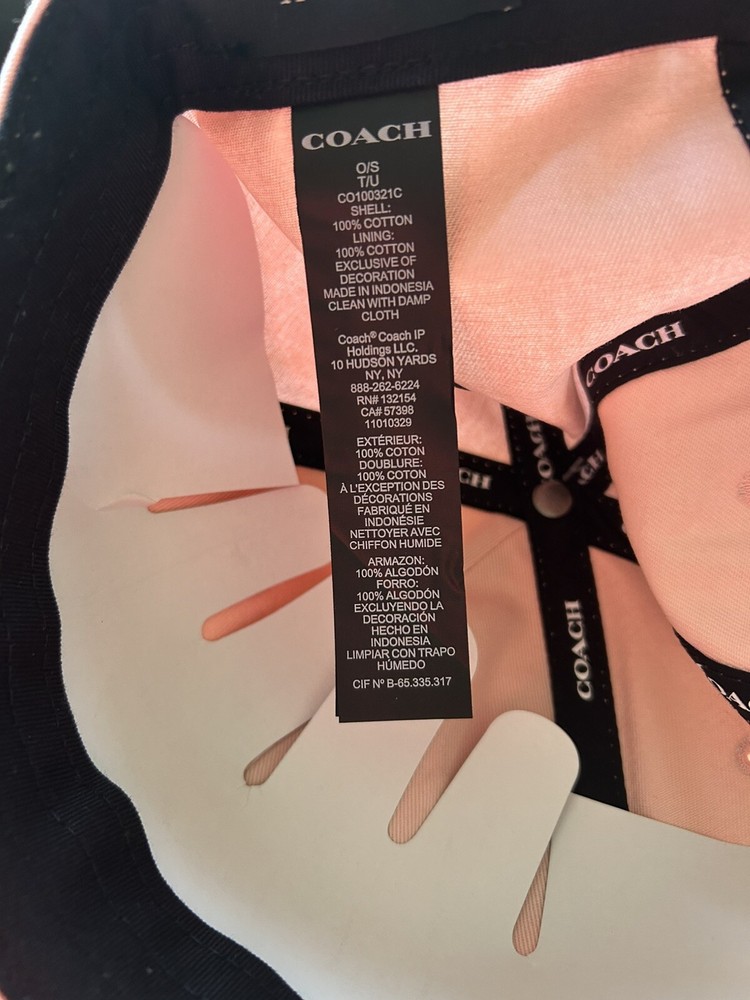 COACH
O/S
T/U
CO100321C
SHELL:
100% COTTON
LINING:
100% COTTON
EXCLUSIVE OF
DECORATION
MADE IN INDONESIA
CLEAN WITH DAMP
CLOTH
Coach® Coach IP
Holdings LLC.
10 HUDSON YARDS
NY, NY
888-262-6224
RN# 132154
CA# 57398
11010329
EXTÉRIEUR:
100% COTON
DOUBLURE:
100% COTON
À L'EXCEPTION DES
DÉCORATIONS
FABRIQUÉ EN
INDONÉSIE
NETTOYER AVEC
CHIFFON HUMIDE
ARMAZON:
100% ALGODÓN
FORRO:
100% ALGODÓN
EXCLUYENDO LA
DECORACIÓN
HECHO EN
INDONESIA
LIMPIAR CON TRAPO
HÚMEDO
CIF Nº B-65.335.317
COACH
CH
COA
CH
COACH